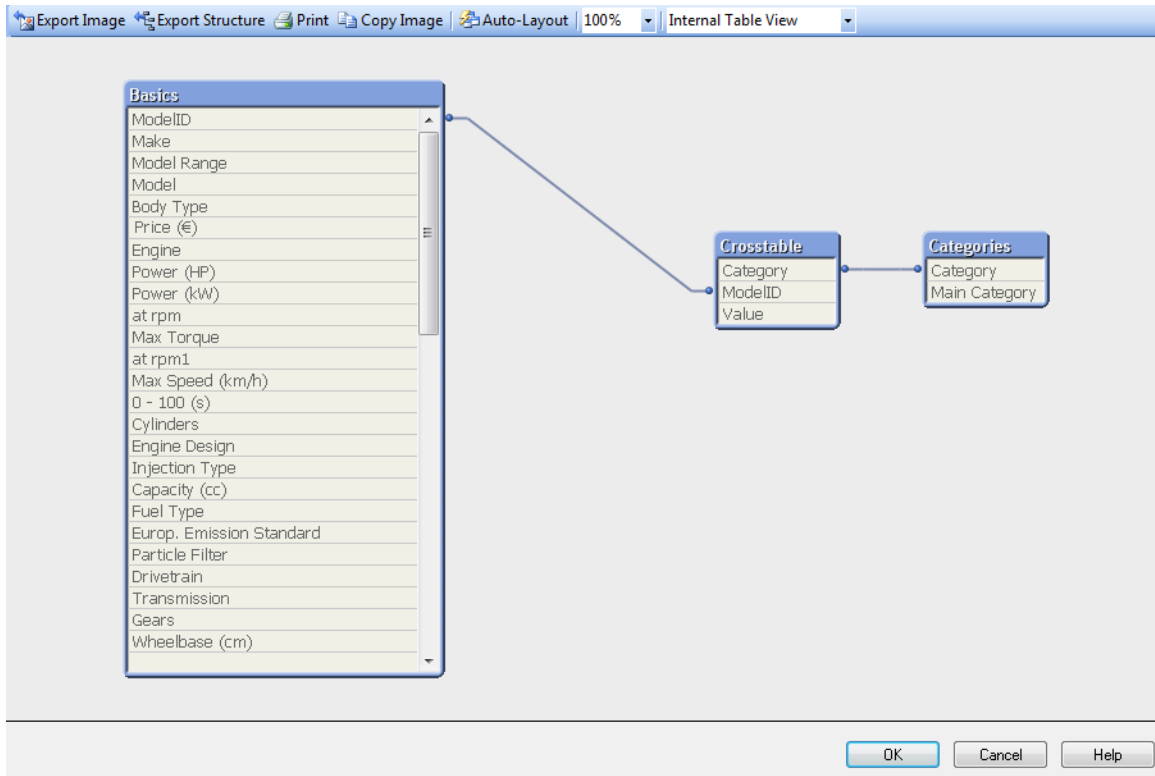 Export Image Export Structure Print Copy Image Auto-Layout 100% Internal Table View
Basics
ModelID
Make
Model Range
Model
Body Type
Price (€)
Engine
Power (HP)
Power (kW)
at rpm
Max Torque
at rpm1
Max Speed (km/h)
0 - 100 (s)
Cylinders
Engine Design
Injection Type
Capacity (cc)
Fuel Type
Europ. Emission Standard
Particle Filter
Drivetrain
Transmission
Gears
Wheelbase (cm)
Crosstable
Category
ModelID
Value
Categories
Category
Main Category
OK Cancel Help